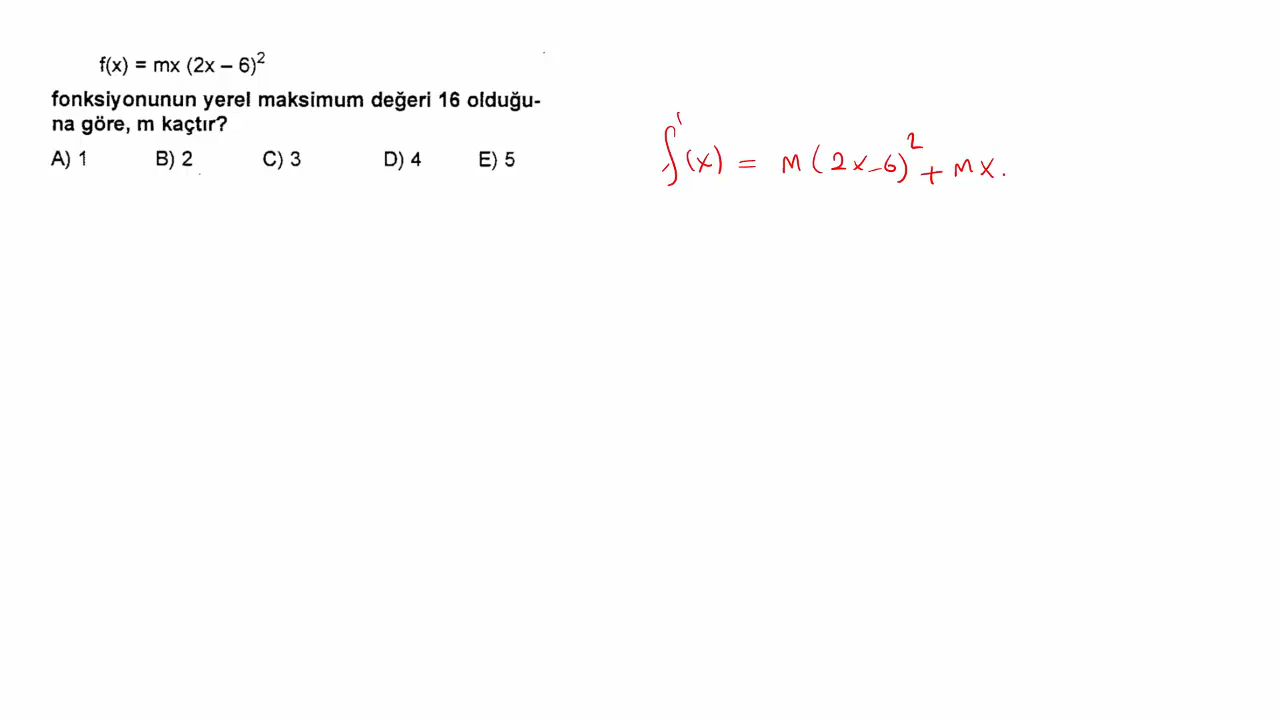 f(x) = mx (2x – 6)²
fonksiyonunun yerel maksimum değeri 16 olduğu-
na göre, m kaçtır?
A) 1 B) 2 C) 3 D) 4 E) 5
f'(x) = m(2x-6)² + mx.